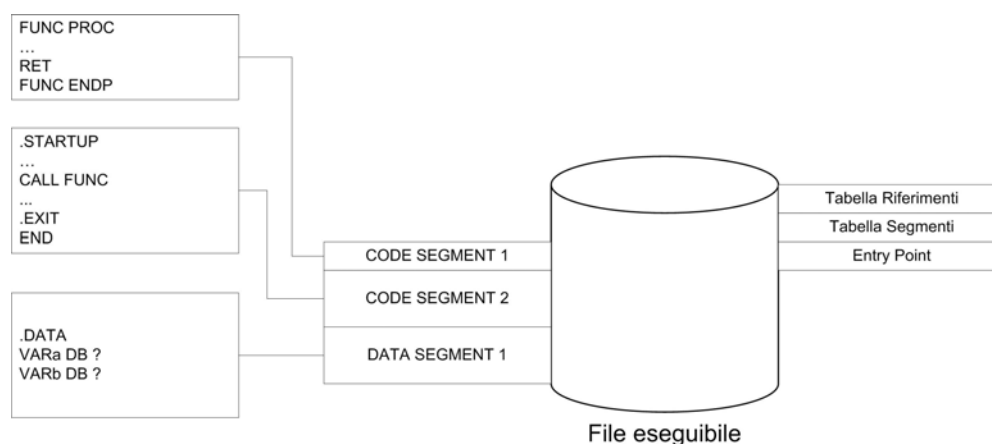 FUNC PROC
…
RET
FUNC ENDP
.STARTUP
…
CALL FUNC
...
.EXIT
END
.DATA
VARa DB ?
VARb DB ?
CODE SEGMENT 1
CODE SEGMENT 2
DATA SEGMENT 1
Tabella Riferimenti
Tabella Segmenti
Entry Point
File eseguibile